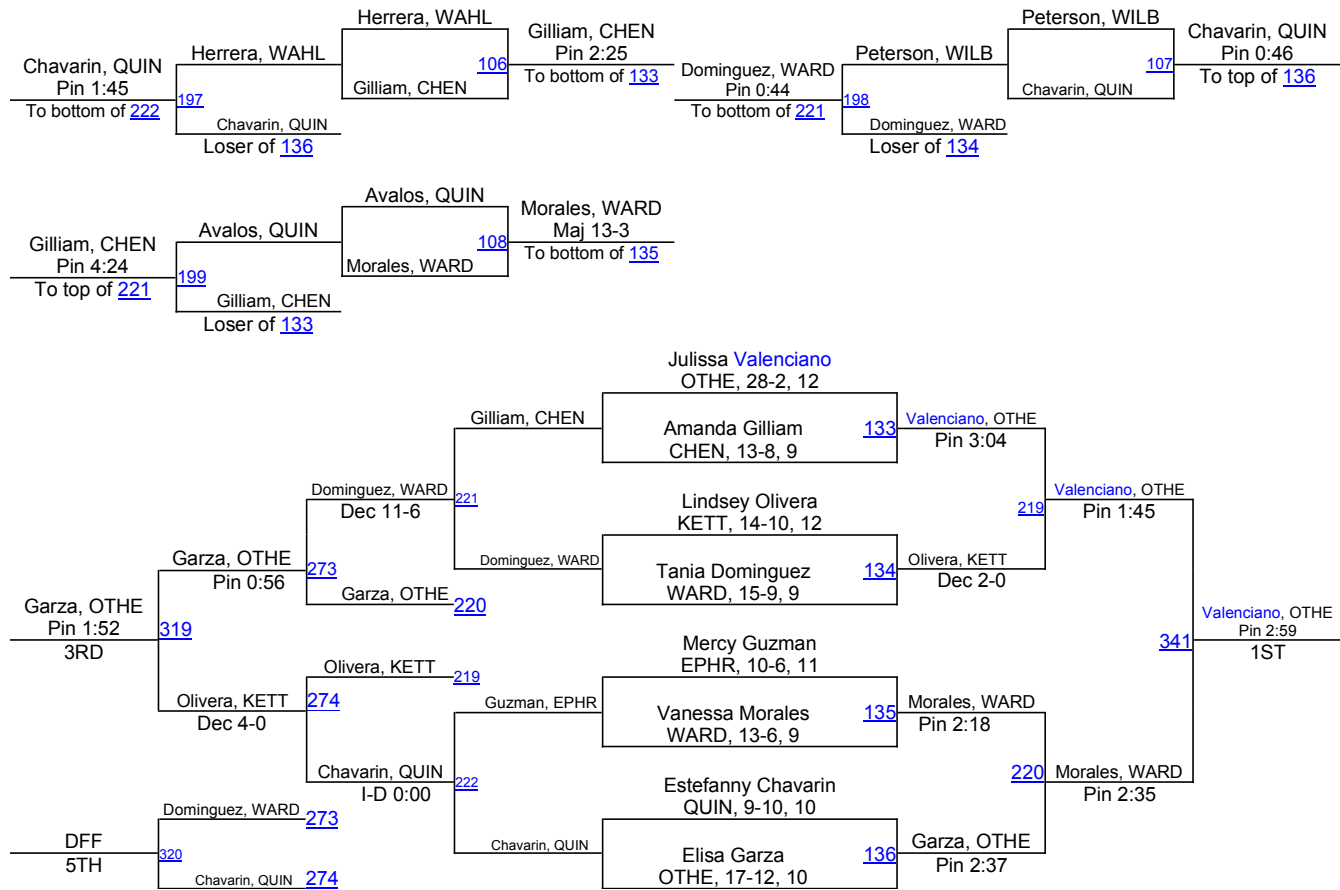 Herrera, WAHL
Herrera, WAHL
Gilliam, CHEN
Pin 2:25
106
To bottom of 133
Gilliam, CHEN
Chavarin, QUIN
Pin 1:45
197
To bottom of 222
Chavarin, QUIN
Loser of 136
Peterson, WILB
Peterson, WILB
Chavarin, QUIN
Pin 0:46
107
To top of 136
Chavarin, QUIN
Dominguez, WARD
Pin 0:44
198
To bottom of 221
Dominguez, WARD
Loser of 134
Avalos, QUIN
Avalos, QUIN
Morales, WARD
Maj 13-3
108
To bottom of 135
Morales, WARD
Gilliam, CHEN
Pin 4:24
199
To top of 221
Gilliam, CHEN
Loser of 133
Julissa Valenciano
OTHE, 28-2, 12
Gilliam, CHEN
Amanda Gilliam
CHEN, 13-8, 9
133
Valenciano, OTHE
Pin 3:04
Dominguez, WARD
Dec 11-6
221
Lindsey Olivera
KETT, 14-10, 12
219
Valenciano, OTHE
Pin 1:45
Garza, OTHE
Pin 0:56
273
Dominguez, WARD
Tania Dominguez
WARD, 15-9, 9
134
Olivera, KETT
Dec 2-0
Garza, OTHE
220
Garza, OTHE
Pin 1:52
3RD
319
Mercy Guzman
EPHR, 10-6, 11
341
Valenciano, OTHE
Pin 2:59
1ST
Olivera, KETT
219
Olivera, KETT
Dec 4-0
274
Guzman, EPHR
Vanessa Morales
WARD, 13-6, 9
135
Morales, WARD
Pin 2:18
Chavarin, QUIN
I-D 0:00
222
Estefanny Chavarin
QUIN, 9-10, 10
220
Morales, WARD
Pin 2:35
Dominguez, WARD
273
DFF
5TH
320
Chavarin, QUIN
274
Chavarin, QUIN
Elisa Garza
OTHE, 17-12, 10
136
Garza, OTHE
Pin 2:37